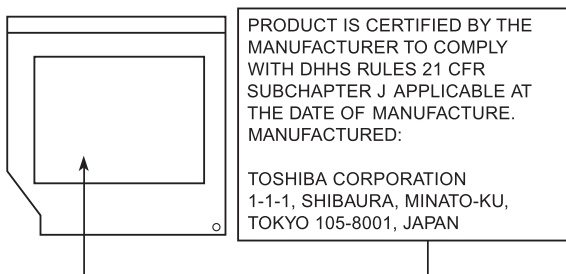 PRODUCT IS CERTIFIED BY THE
MANUFACTURER TO COMPLY
WITH DHHS RULES 21 CFR
SUBCHAPTER J APPLICABLE AT
THE DATE OF MANUFACTURE.
MANUFACTURED:
TOSHIBA CORPORATION
1-1-1, SHIBAURA, MINATO-KU,
TOKYO 105-8001, JAPAN